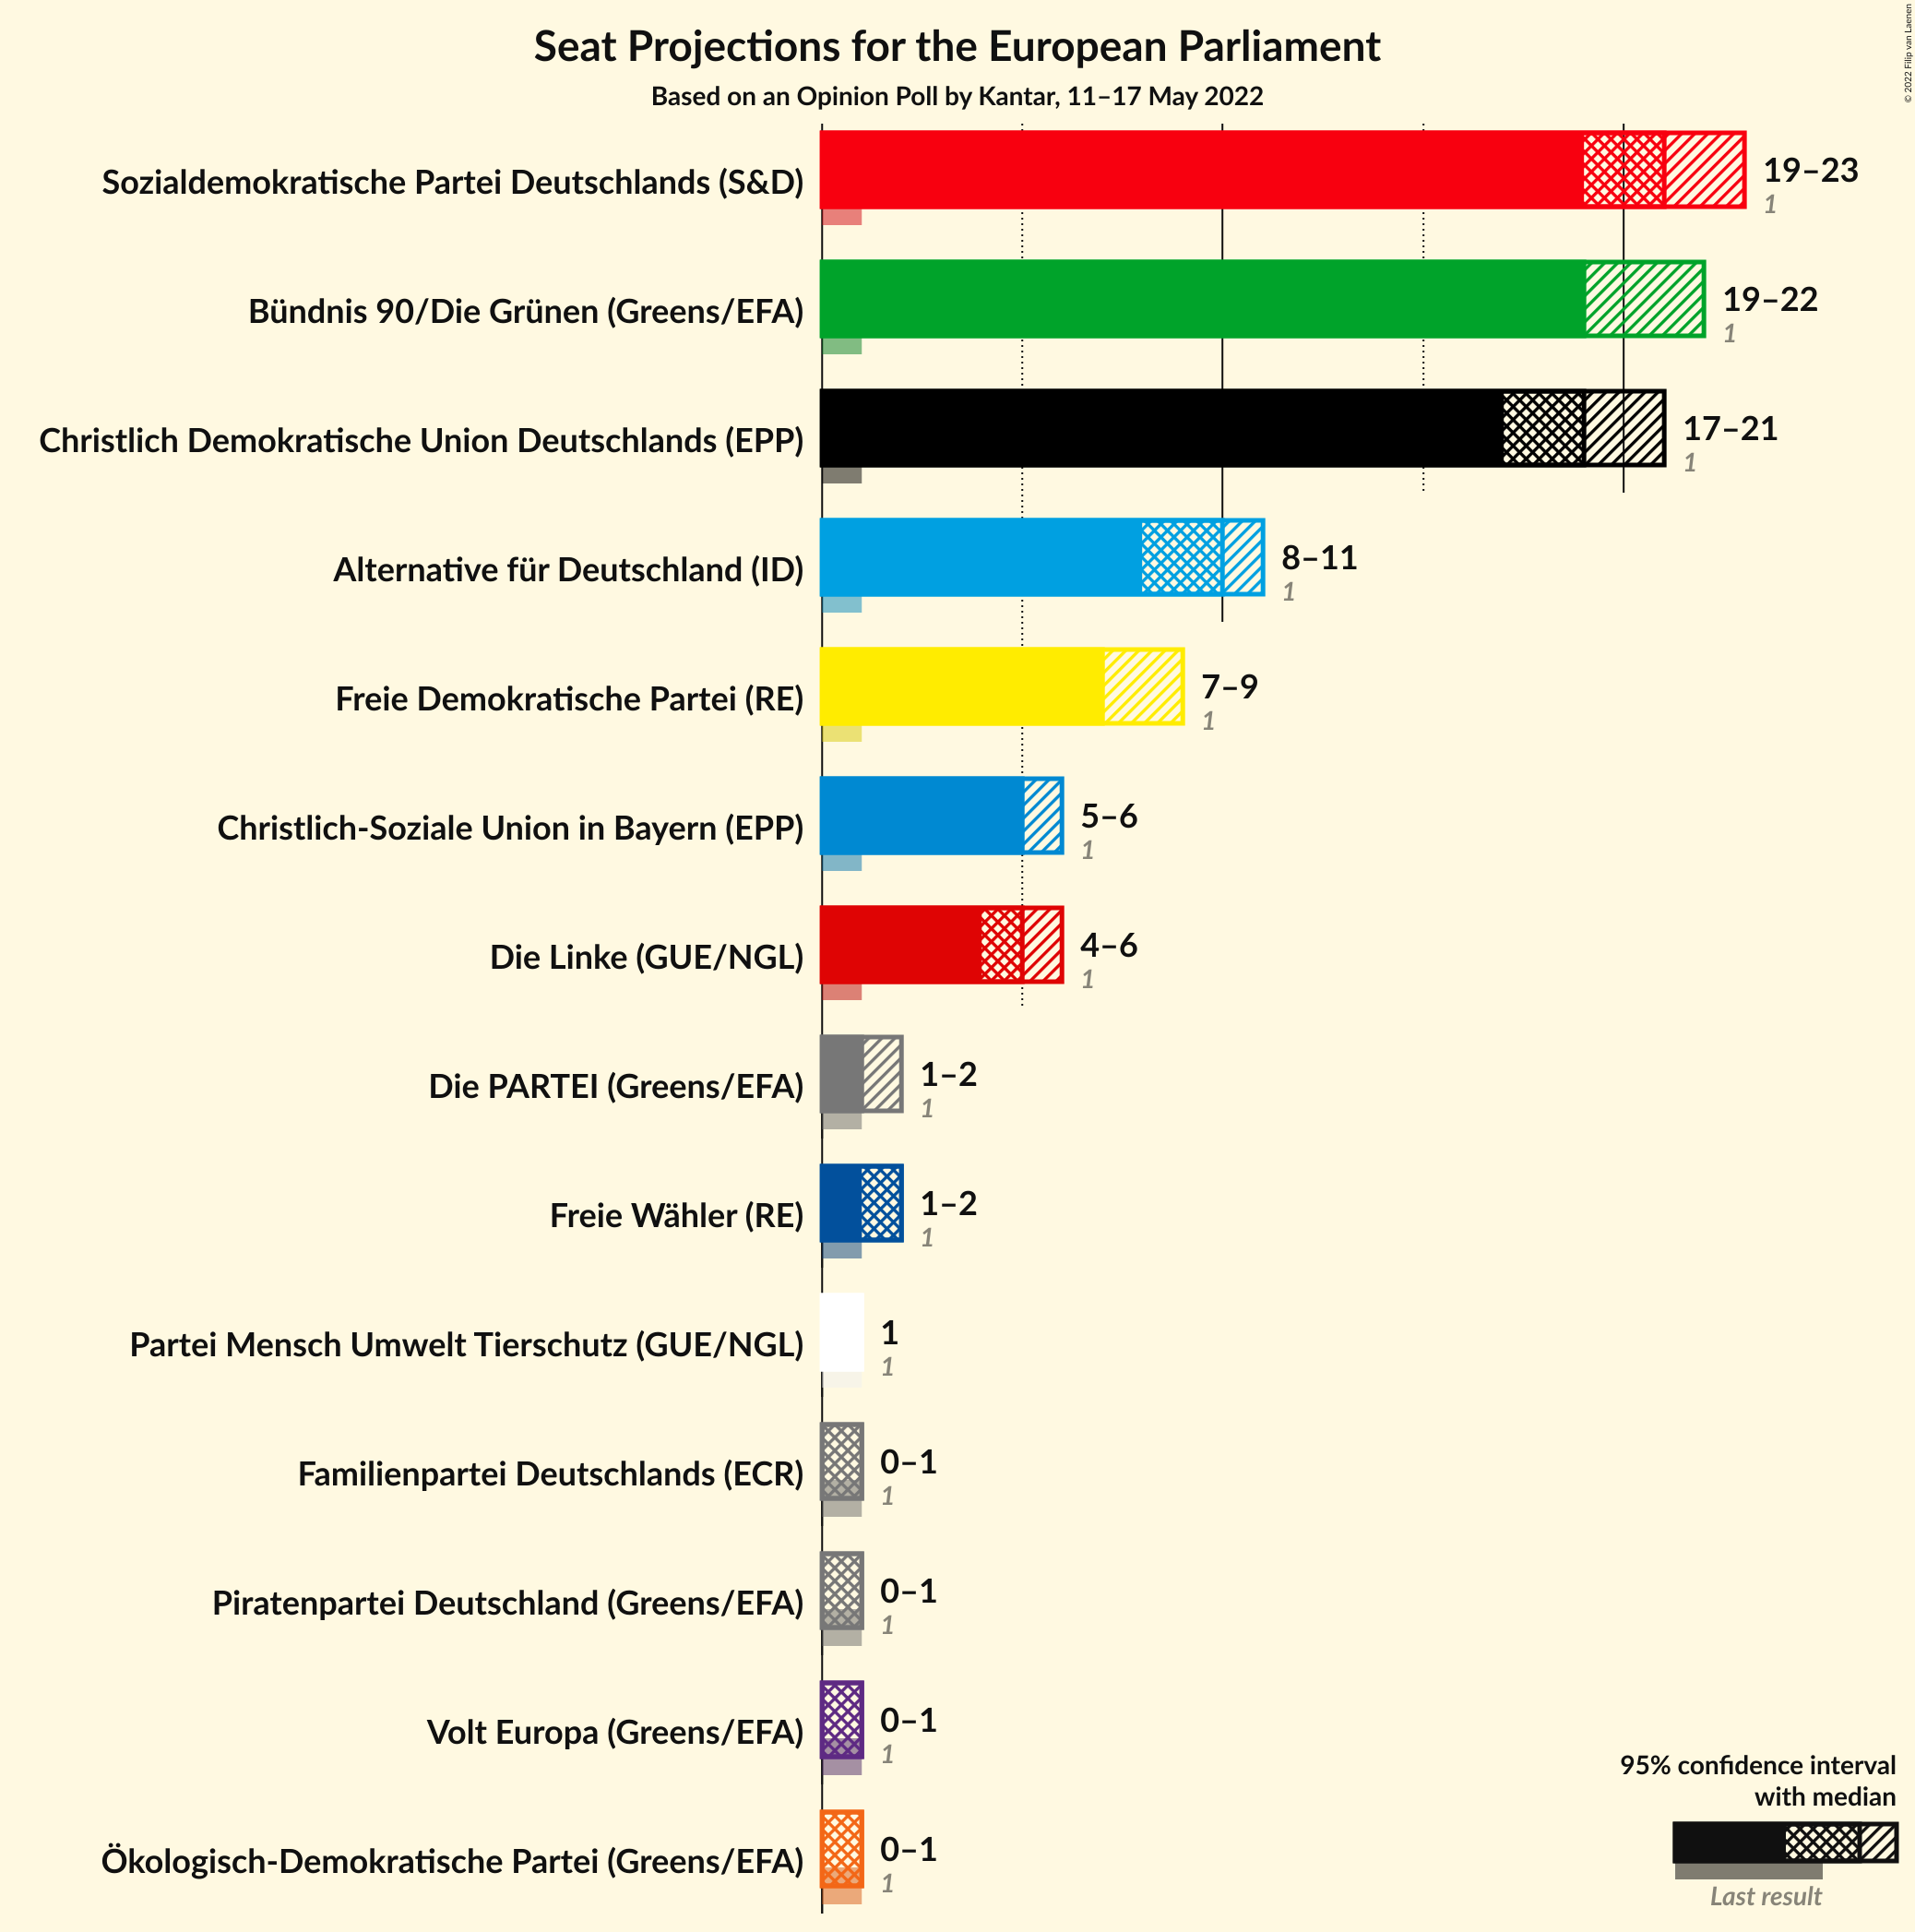 Seat Projections for the European Parliament
Based on an Opinion Poll by Kantar, 11–17 May 2022
© 2022 Filip van Laenen
Sozialdemokratische Partei Deutschlands (S&D)
19–23
1
Bündnis 90/Die Grünen (Greens/EFA)
19–22
1
Christlich Demokratische Union Deutschlands (EPP)
17–21
1
Alternative für Deutschland (ID)
8–11
1
Freie Demokratische Partei (RE)
7–9
1
Christlich-Soziale Union in Bayern (EPP)
5–6
1
Die Linke (GUE/NGL)
4–6
1
Die PARTEI (Greens/EFA)
1–2
1
Freie Wähler (RE)
1–2
1
Partei Mensch Umwelt Tierschutz (GUE/NGL)
1
1
Familienpartei Deutschlands (ECR)
0–1
1
Piratenpartei Deutschland (Greens/EFA)
0–1
1
Volt Europa (Greens/EFA)
0–1
1
Ökologisch-Demokratische Partei (Greens/EFA)
0–1
1
95% confidence interval
with median
Last result